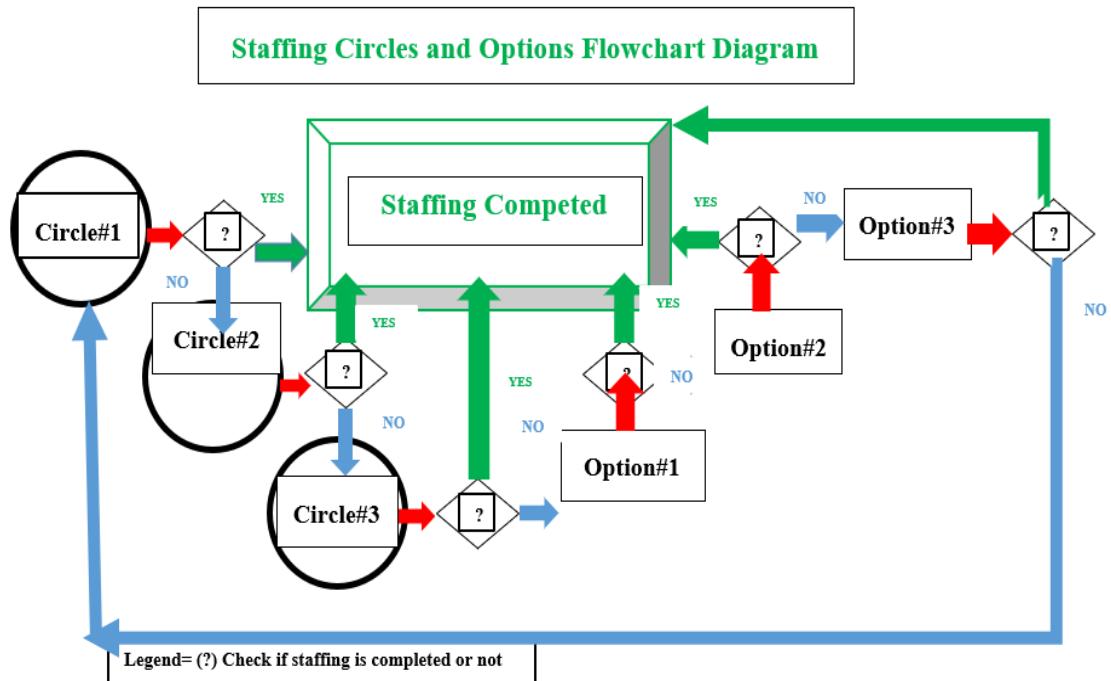 Staffing Circles and Options Flowchart Diagram
Staffing Competed
Circle#1
?
YES
NO
Circle#2
?
YES
NO
Circle#3
?
YES
NO
Option#1
?
YES
NO
Option#2
?
YES
NO
Option#3
?
NO
Legend= (?) Check if staffing is completed or not